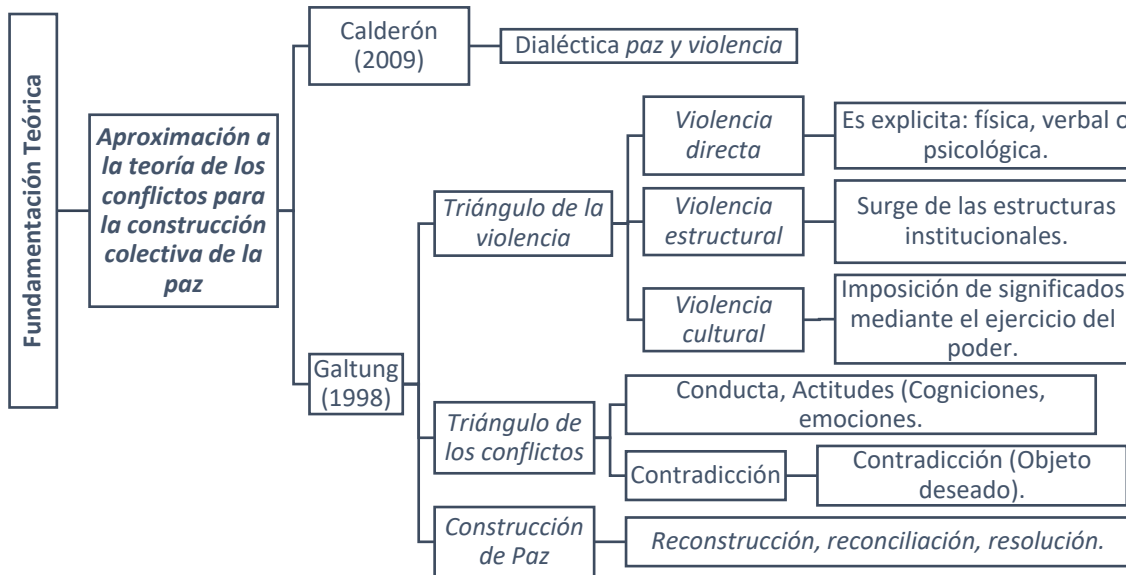 Fundamentación Teórica
Aproximación a
la teoría de los
conflictos para
la construcción
colectiva de la
paz
Calderón
(2009)
Dialéctica paz y violencia
Galtung
(1998)
Triángulo de la
violencia
Violencia
directa
Es explicita: física, verbal o
psicológica.
Violencia
estructural
Surge de las estructuras
institucionales.
Violencia
cultural
Imposición de significados
mediante el ejercicio del
poder.
Triángulo de
los conflictos
Conducta, Actitudes (Cogniciones,
emociones.
Contradicción
Contradicción (Objeto
deseado).
Construcción
de Paz
Reconstrucción, reconciliación, resolución.